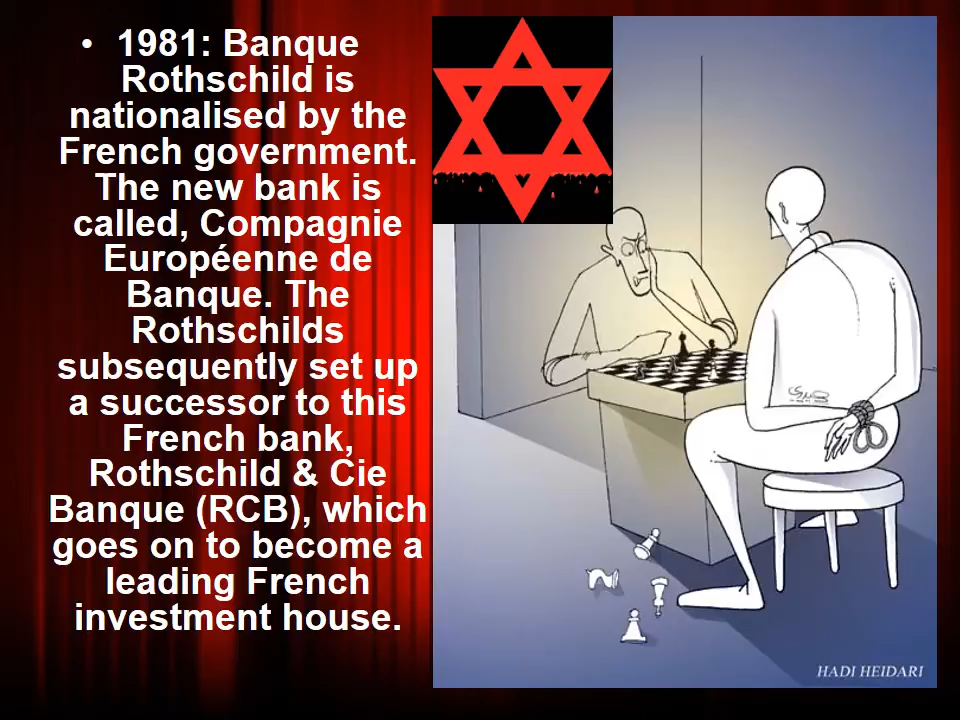 • 1981: Banque
Rothschild is
nationalised by the
French government.
The new bank is
called, Compagnie
Européenne de
Banque. The
Rothschilds
subsequently set up
a successor to this
French bank,
Rothschild & Cie
Banque (RCB), which
goes on to become a
leading French
investment house.
HADI HEIDARI